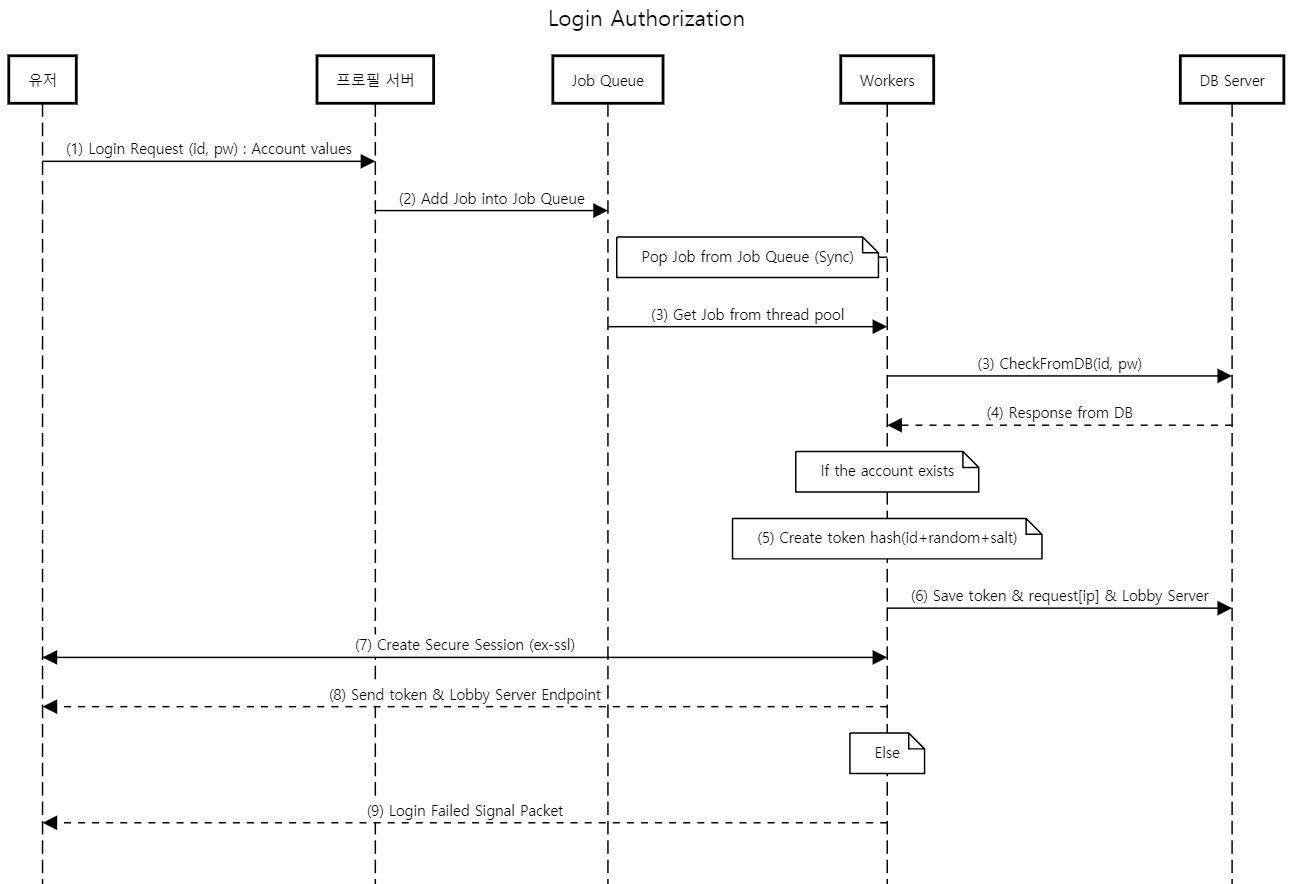 Login Authorization
유저
프로필 서버
Job Queue
Workers
DB Server
(1) Login Request (id, pw) : Account values
(2) Add Job into Job Queue
Pop Job from Job Queue (Sync)
(3) Get Job from thread pool
(3) CheckFromDB(id, pw)
(4) Response from DB
If the account exists
(5) Create token hash(id+random+salt)
(6) Save token & request[ip] & Lobby Server
(7) Create Secure Session (ex-ssl)
(8) Send token & Lobby Server Endpoint
Else
(9) Login Failed Signal Packet